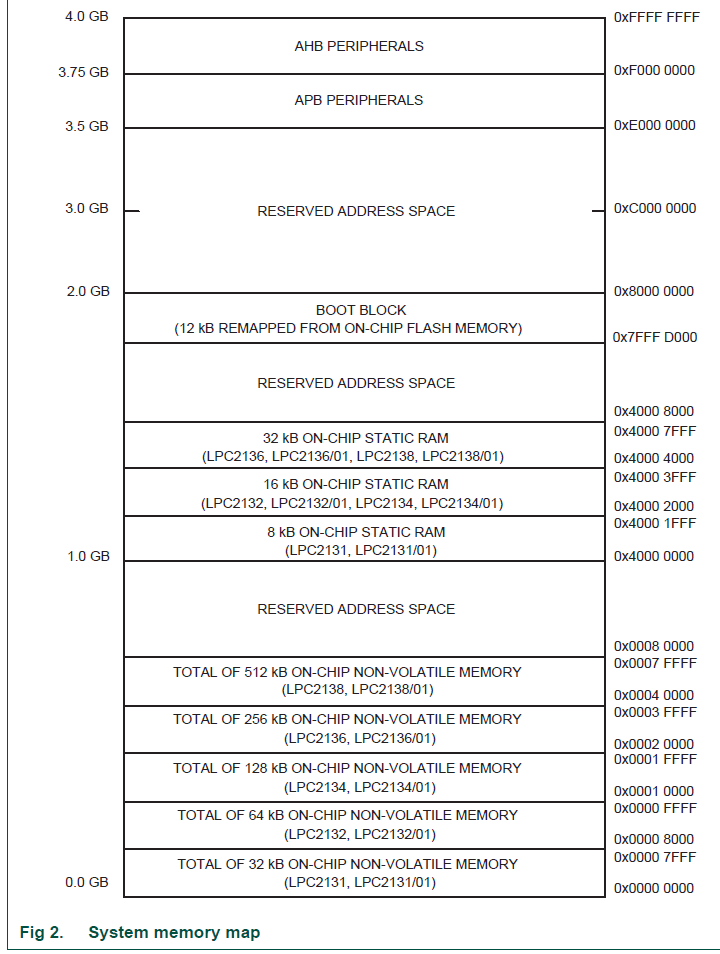 4.0 GB
0xFFFF FFFF
AHB PERIPHERALS
3.75 GB
0xF000 0000
APB PERIPHERALS
3.5 GB
0xE000 0000
3.0 GB
RESERVED ADDRESS SPACE
0xC000 0000
2.0 GB
0x8000 0000
BOOT BLOCK
(12 kB REMAPPED FROM ON-CHIP FLASH MEMORY)
0x7FFF D000
RESERVED ADDRESS SPACE
0x4000 8000
0x4000 7FFF
32 kB ON-CHIP STATIC RAM
(LPC2136, LPC2136/01, LPC2138, LPC2138/01)
0x4000 4000
0x4000 3FFF
16 kB ON-CHIP STATIC RAM
(LPC2132, LPC2132/01, LPC2134, LPC2134/01)
0x4000 2000
0x4000 1FFF
8 kB ON-CHIP STATIC RAM
(LPC2131, LPC2131/01)
1.0 GB
0x4000 0000
RESERVED ADDRESS SPACE
0x0008 0000
0x0007 FFFF
TOTAL OF 512 kB ON-CHIP NON-VOLATILE MEMORY
(LPC2138, LPC2138/01)
0x0004 0000
0x0003 FFFF
TOTAL OF 256 kB ON-CHIP NON-VOLATILE MEMORY
(LPC2136, LPC2136/01)
0x0002 0000
0x0001 FFFF
TOTAL OF 128 kB ON-CHIP NON-VOLATILE MEMORY
(LPC2134, LPC2134/01)
0x0001 0000
0x0000 FFFF
TOTAL OF 64 kB ON-CHIP NON-VOLATILE MEMORY
(LPC2132, LPC2132/01)
0x0000 8000
0x0000 7FFF
TOTAL OF 32 kB ON-CHIP NON-VOLATILE MEMORY
(LPC2131, LPC2131/01)
0.0 GB
0x0000 0000
Fig 2. System memory map